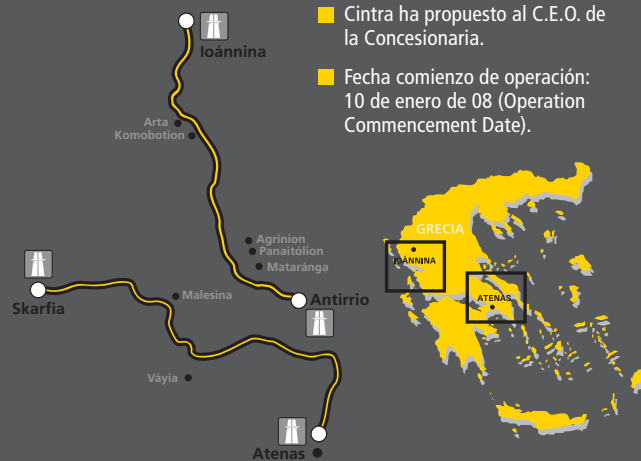 Cintra ha propuesto al C.E.O. de
la Concesionaria.
Fecha comienzo de operación:
10 de enero de 08 (Operation
Commencement Date).
Ioánnina
Arta
Komobotion
Agrínion
Panaitólion
Mataránga
Antirrio
Skarfia
Malesína
Váyia
Atenas
GRECIA
IOÁNNINA
ATENAS